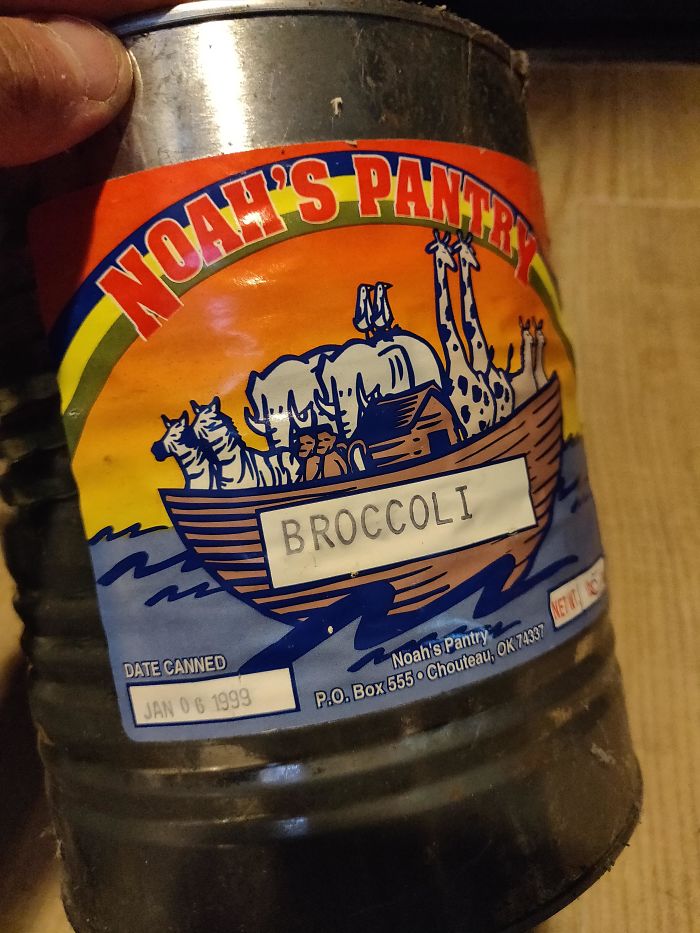 NOAH'S PANTRY
BROCCOLI
NET WT.
DATE CANNED
JAN 06 1999
Noah's Pantry
P.O. Box 555 • Chouteau, OK 74337